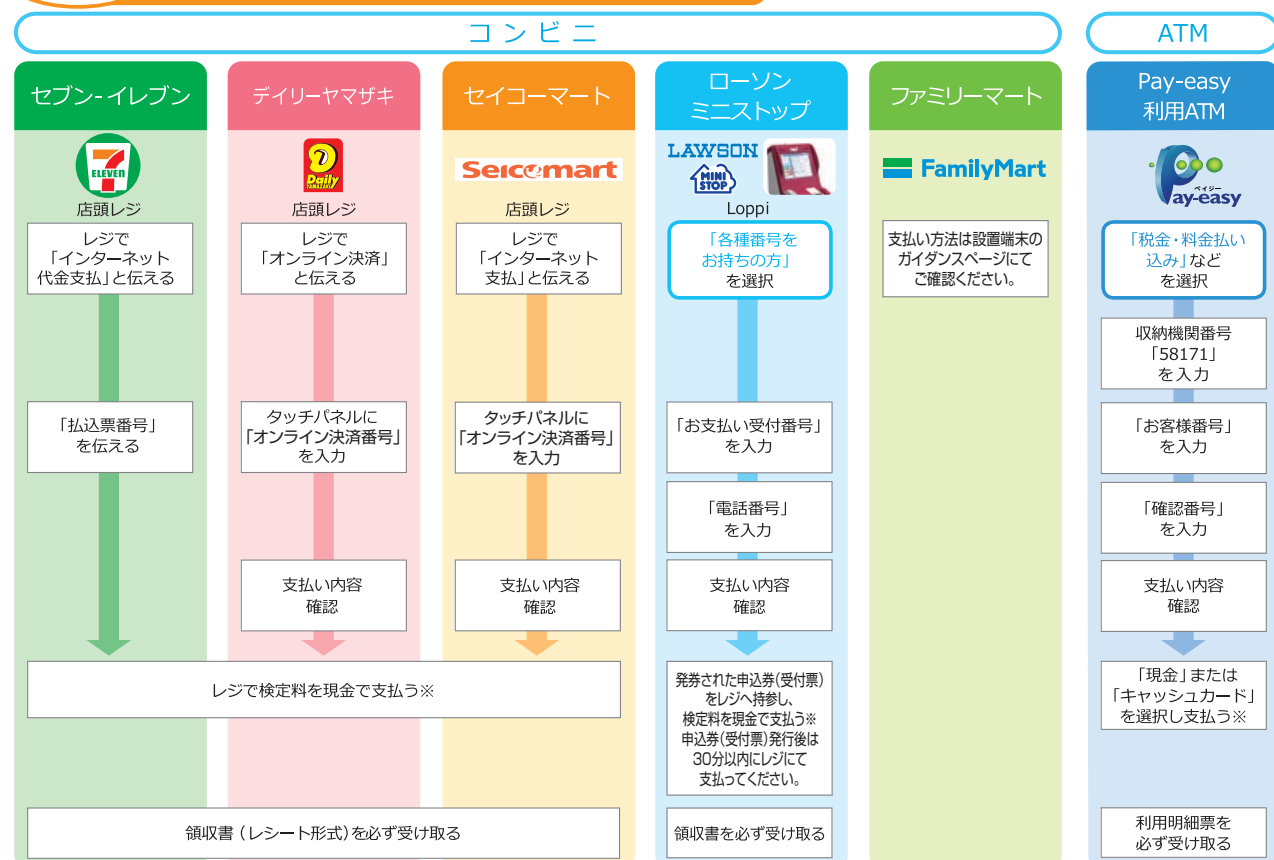 コンビニ
ATM
セブン-イレブン
7
ELEVEN
店頭レジ
レジで
「インターネット
代金支払」と伝える
「払込票番号」
を伝える
デイリーヤマザキ
Daily
YAMAZAKI
店頭レジ
レジで
「オンライン決済」
と伝える
タッチパネルに
「オンライン決済番号」
を入力
支払い内容
確認
セイコーマート
Seicomart
店頭レジ
レジで
「インターネット
支払」と伝える
タッチパネルに
「オンライン決済番号」
を入力
支払い内容
確認
レジで検定料を現金で支払う※
領収書（レシート形式）を必ず受け取る
ローソン
ミニストップ
LAWSON
MINI
STOP
Loppi
「各種番号を
お持ちの方」
を選択
「お支払い受付番号」
を入力
「電話番号」
を入力
支払い内容
確認
発券された申込券(受付票)
をレジへ持参し、
検定料を現金で支払う※
申込券(受付票)発行後は
30分以内にレジにて
支払ってください。
領収書を必ず受け取る
ファミリーマート
FamilyMart
支払い方法は設置端末の
ガイダンスページにて
ご確認ください。
Pay-easy
利用ATM
ペイジー
Pay-easy
「税金・料金払い
込み」など
を選択
収納機関番号
「58171」
を入力
「お客様番号」
を入力
「確認番号」
を入力
支払い内容
確認
「現金」または
「キャッシュカード」
を選択し支払う※
利用明細票を
必ず受け取る